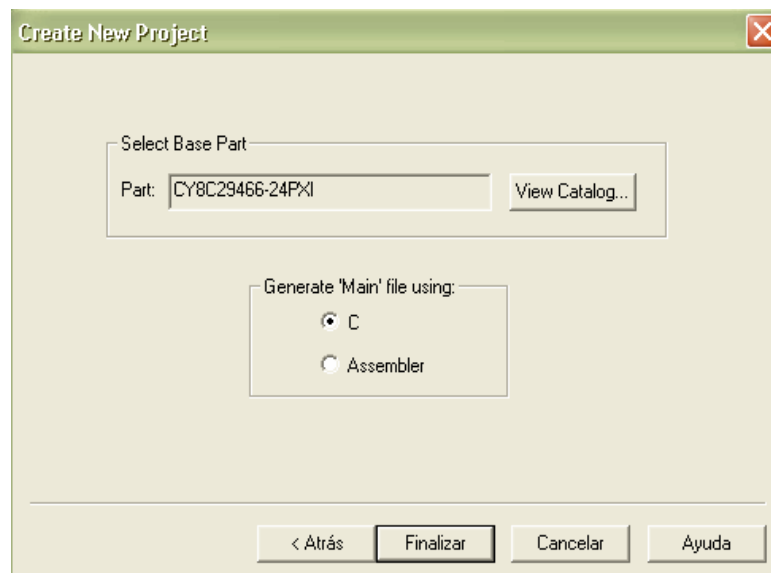 Create New Project
Select Base Part
Part: CY8C29466-24PXI View Catalog...
Generate 'Main' file using:
C
Assembler
< Atrás Finalizar Cancelar Ayuda